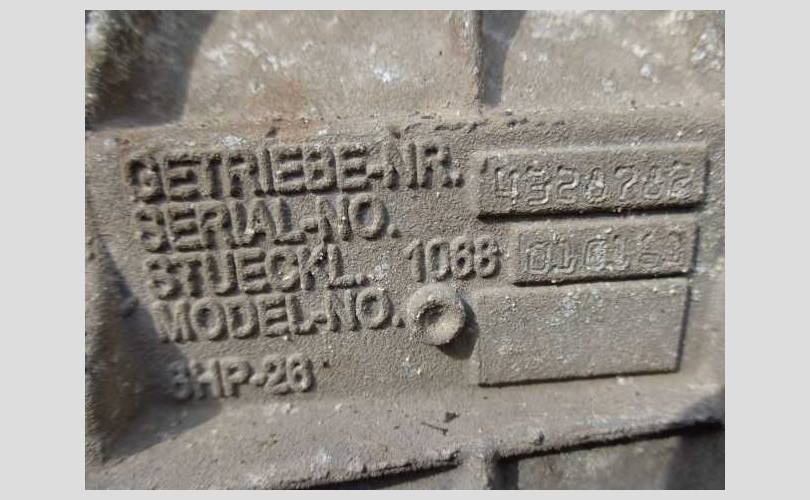 GETRIEBE-NR.
SERIAL-NO.
STUECKL. 1068
MODEL-NO.
6HP-26